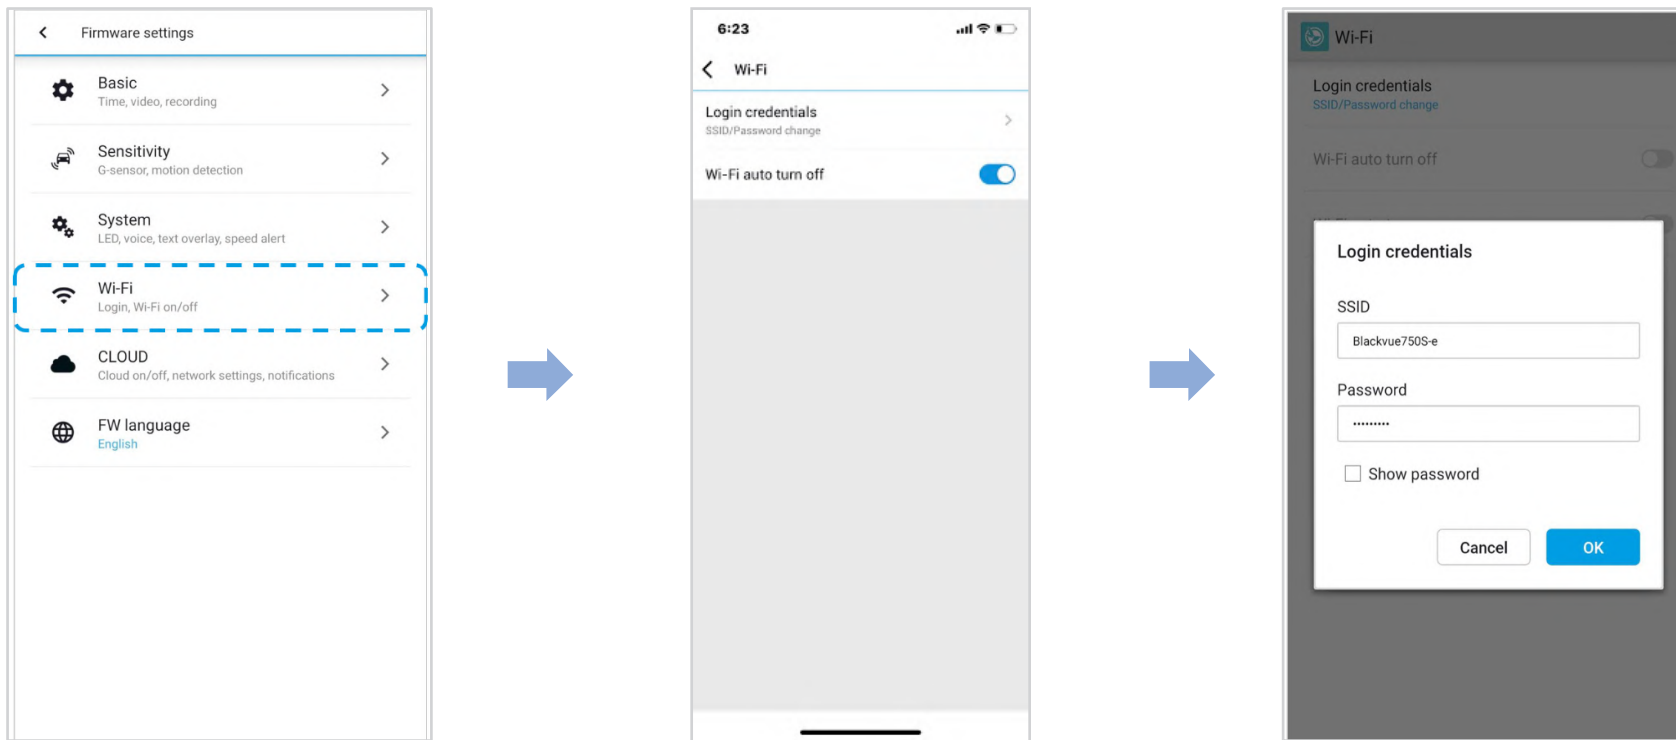 Firmware settings
Basic
Time, video, recording
Sensitivity
G-sensor, motion detection
System
LED, voice, text overlay, speed alert
Wi-Fi
Login, Wi-Fi on/off
CLOUD
Cloud on/off, network settings, notifications
FW language
English
6:23
Wi-Fi
Login credentials
SSID/Password change
Wi-Fi auto turn off
Wi-Fi
Login credentials
SSID/Password change
Wi-Fi auto turn off
Login credentials
SSID
Blackvue750S-e
Password
•••••••••
Show password
Cancel
OK